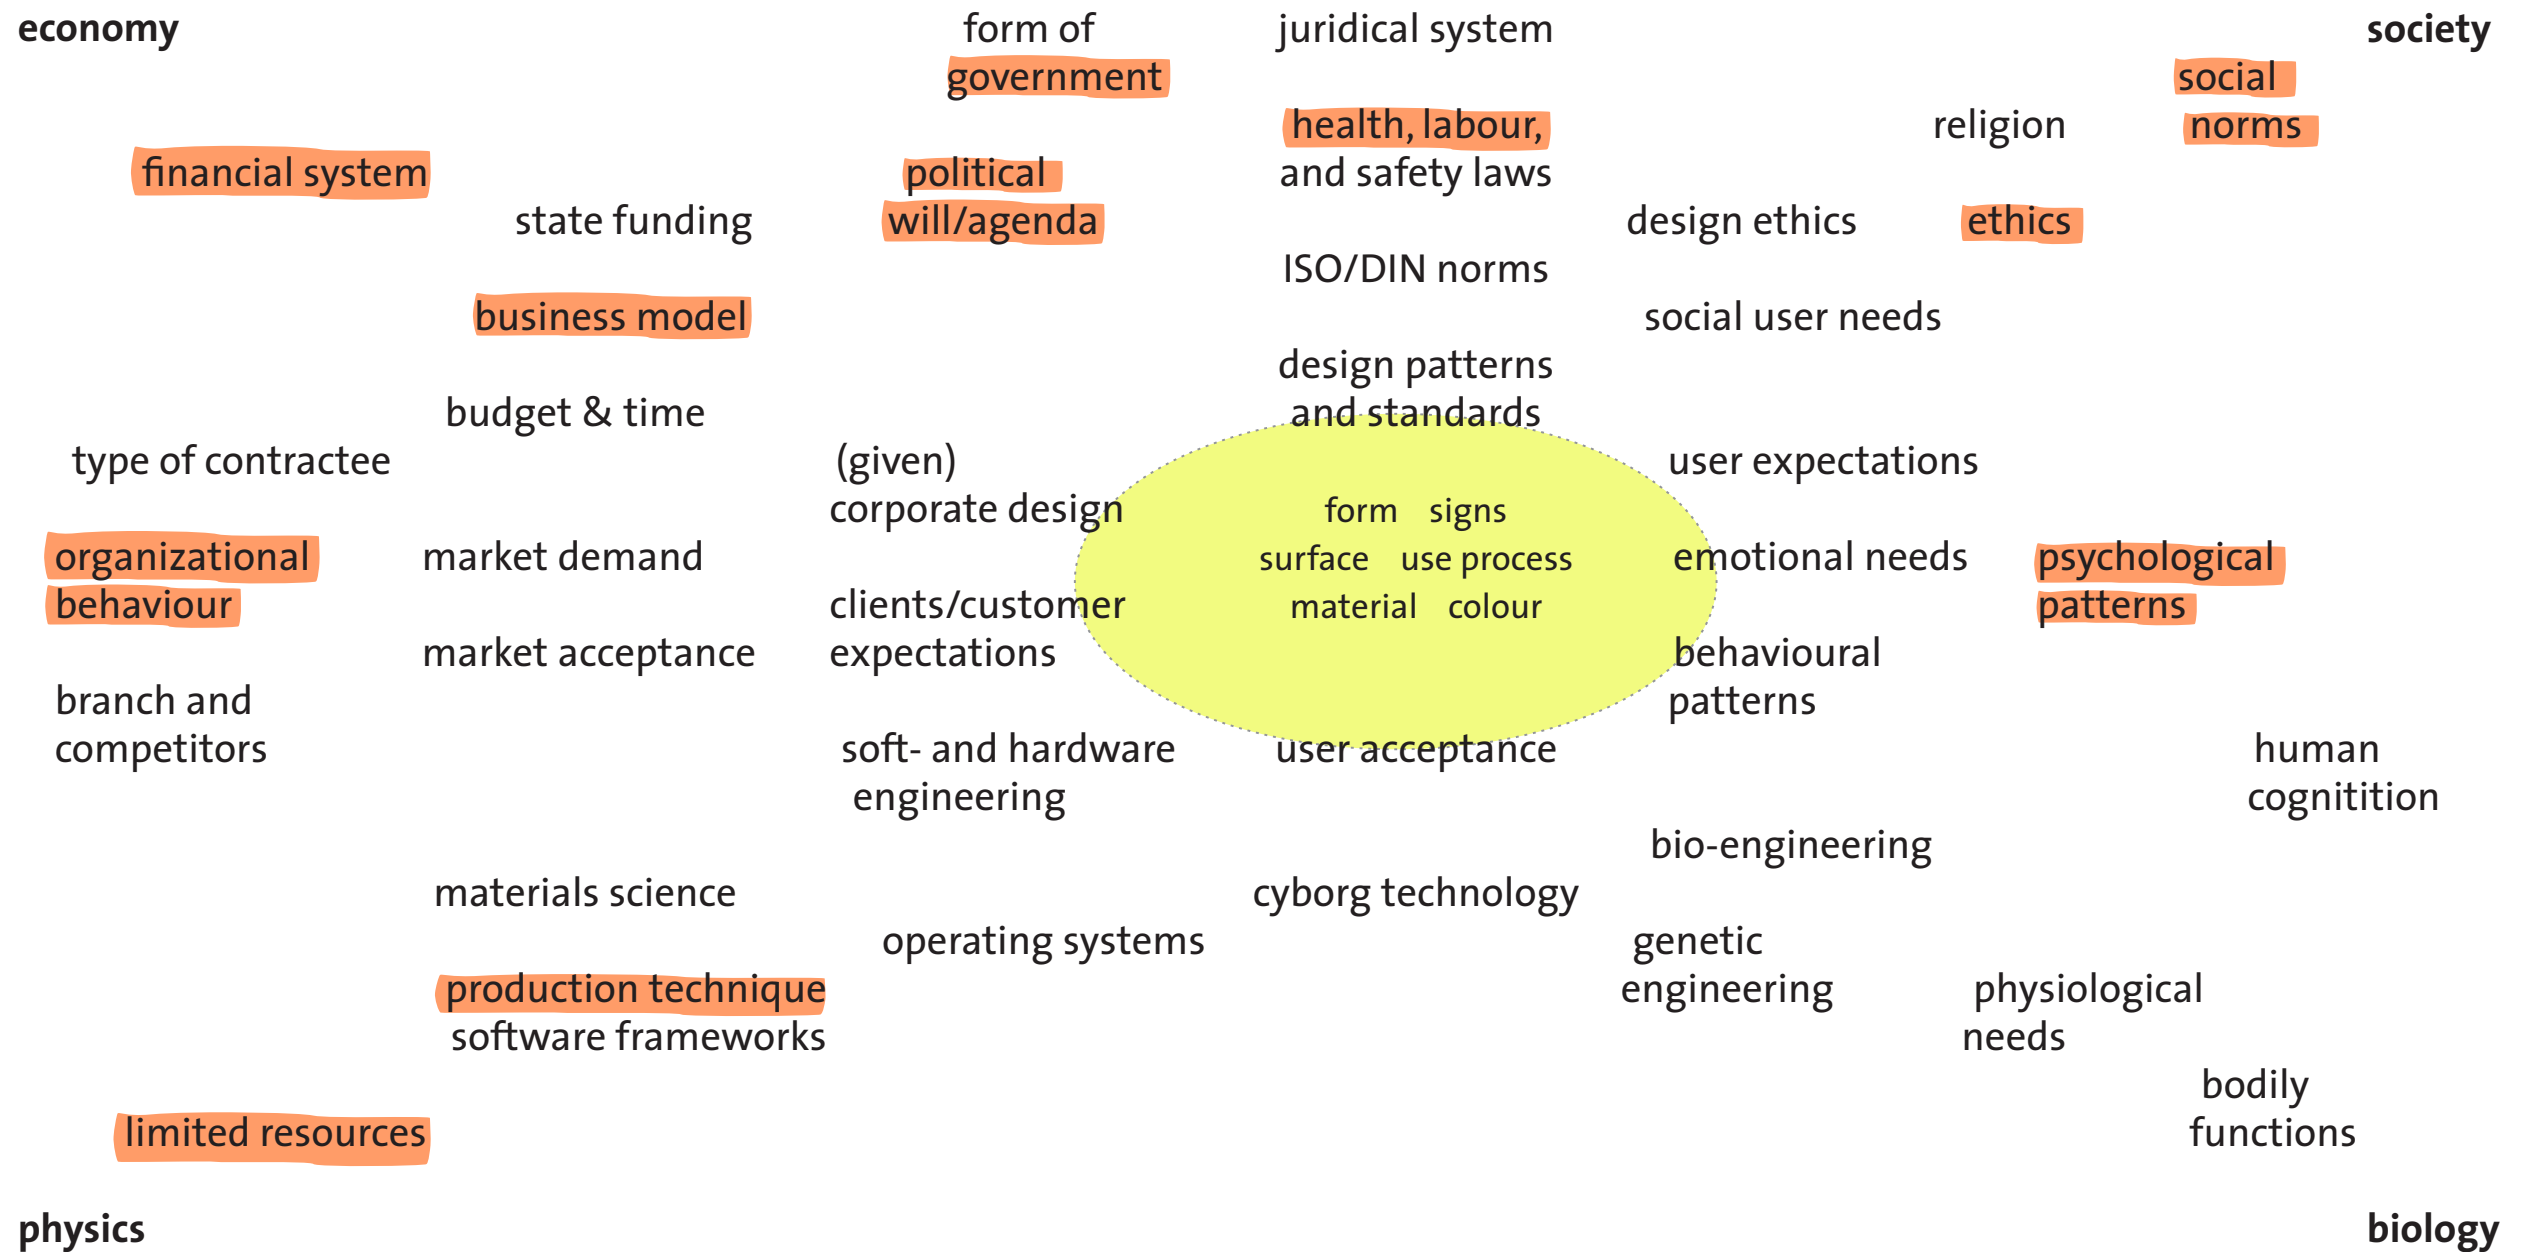 economy
form of
government
juridical system
society
social
norms
health, labour,
and safety laws
religion
financial system
political
will/agenda
state funding
design ethics
ethics
ISO/DIN norms
business model
social user needs
design patterns
and standards
budget & time
type of contractee
(given)
corporate design
user expectations
form signs
surface use process
material colour
organizational
behaviour
market demand
emotional needs
psychological
patterns
clients/customer
expectations
market acceptance
behavioural
patterns
branch and
competitors
soft- and hardware
engineering
user acceptance
human
cognitition
bio-engineering
materials science
cyborg technology
operating systems
genetic
engineering
production technique
software frameworks
physiological
needs
bodily
functions
limited resources
physics
biology